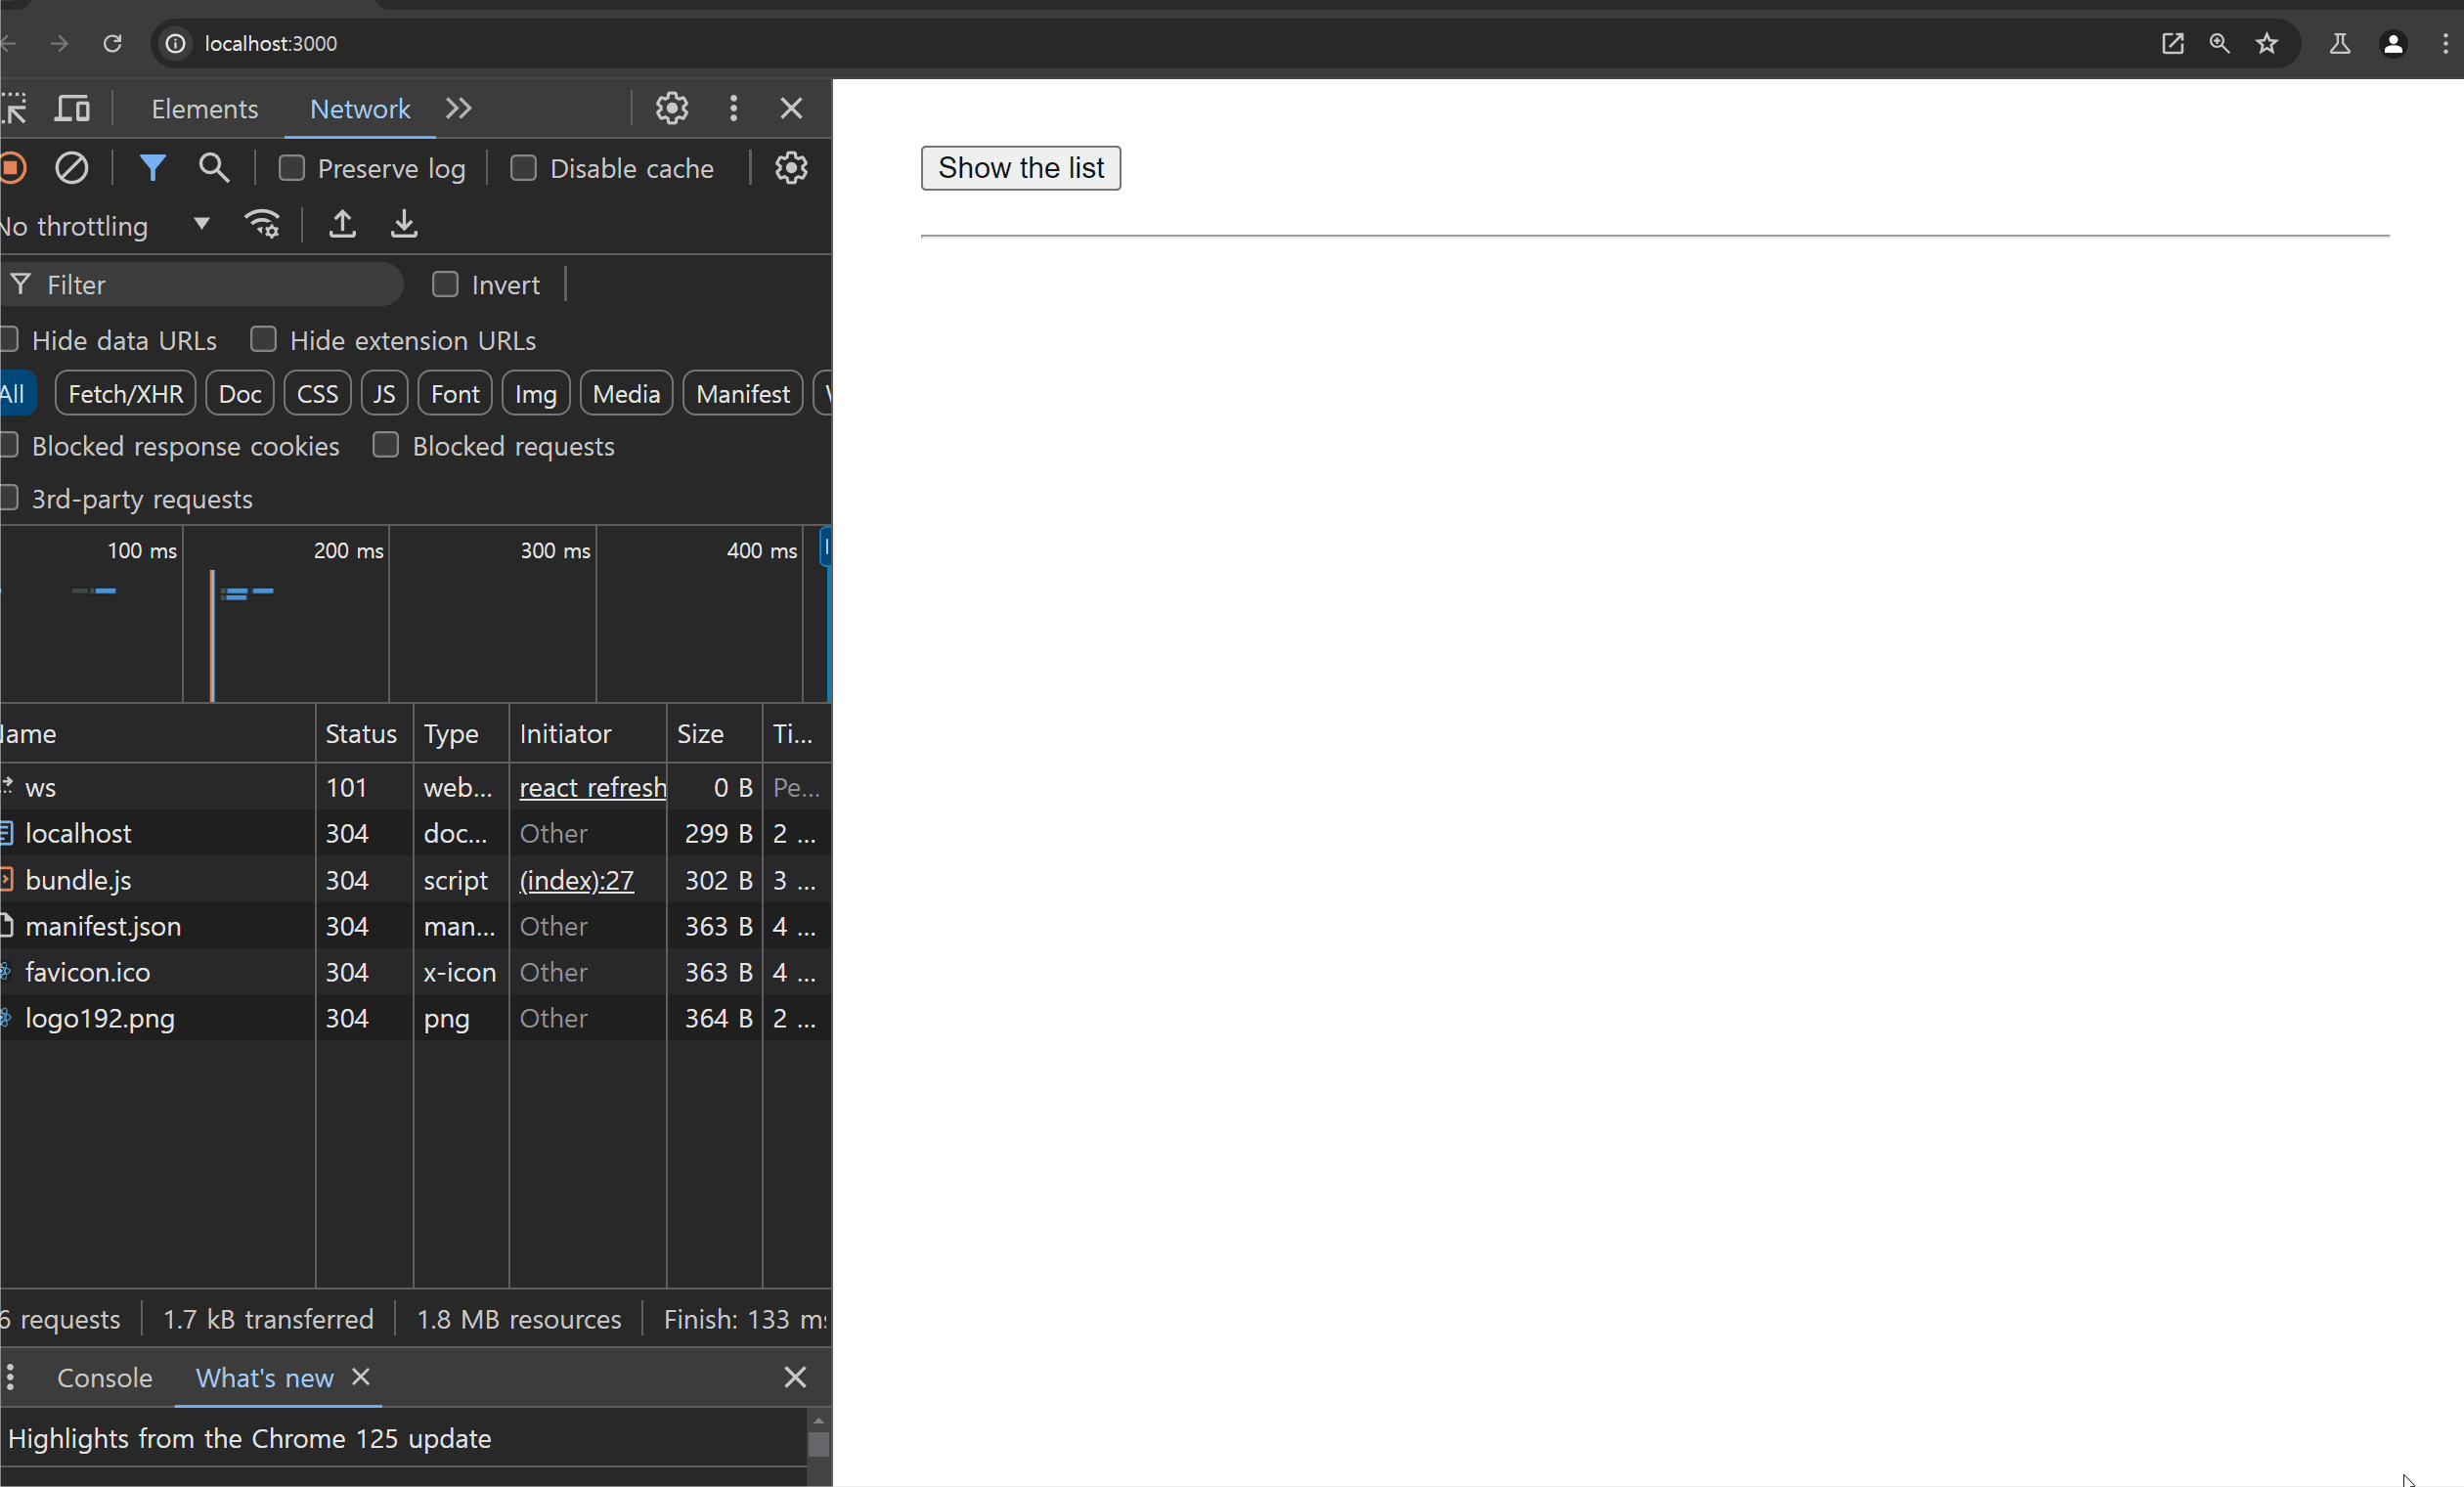 localhost:3000
Elements Network
Preserve log Disable cache
No throttling
Filter Invert
Hide data URLs Hide extension URLs
All Fetch/XHR Doc CSS JS Font Img Media Manifest
Blocked response cookies Blocked requests
3rd-party requests
100 ms 200 ms 300 ms 400 ms
Name Status Type Initiator Size Ti...
ws 101 web... react refresh 0 B Pe...
localhost 304 doc... Other 299 B 2 ...
bundle.js 304 script (index):27 302 B 3 ...
manifest.json 304 man... Other 363 B 4 ...
favicon.ico 304 x-icon Other 363 B 4 ...
logo192.png 304 png Other 364 B 2 ...
6 requests 1.7 kB transferred 1.8 MB resources Finish: 133 ms
Console What's new
Highlights from the Chrome 125 update
Show the list